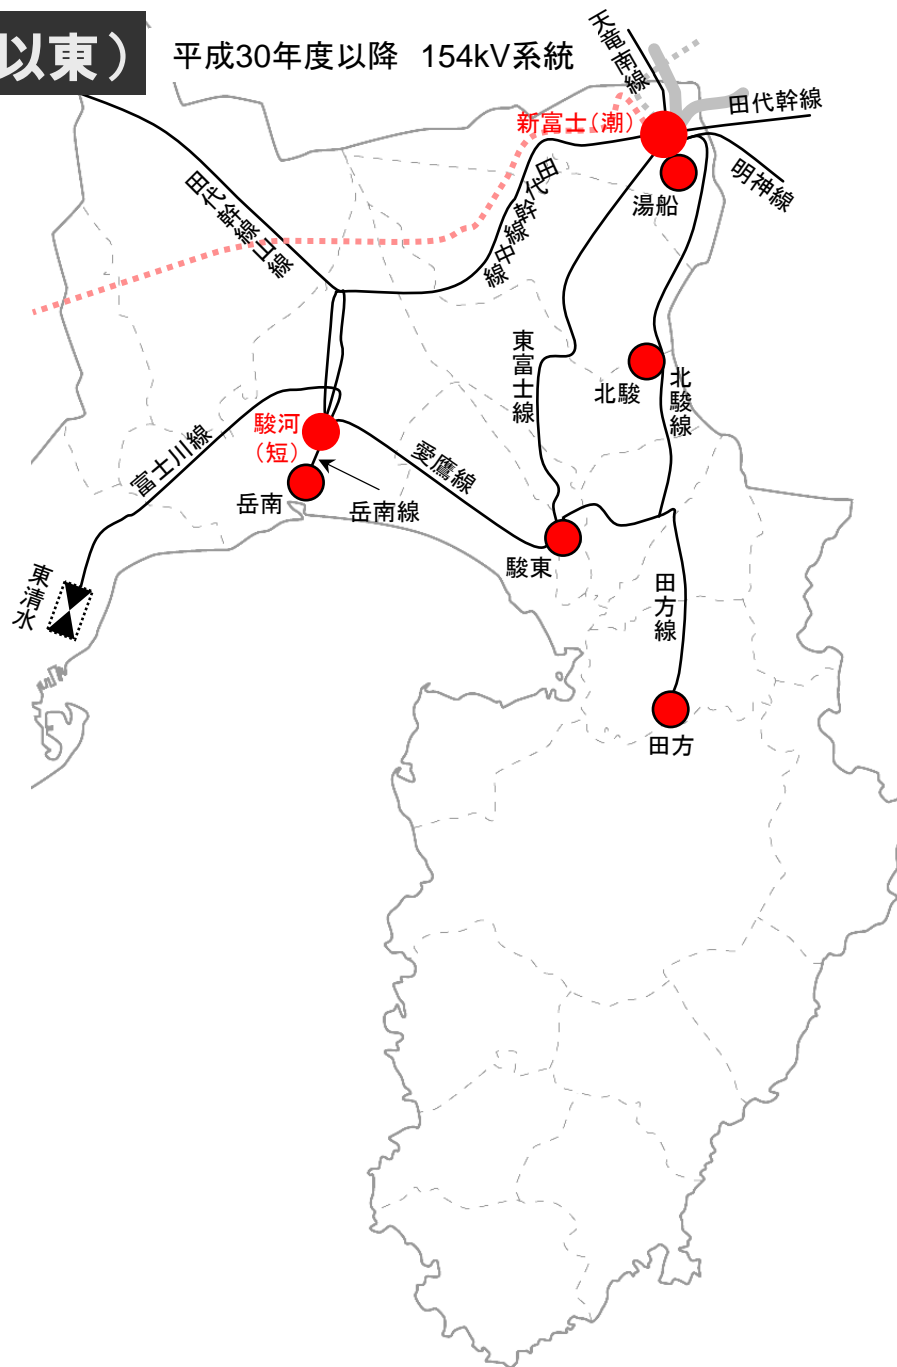 以東）
平成30年度以降 154kV系統
天竜南線
新富士（潮）
田代幹線
明神線
湯船
田代幹線山線
田代幹線中線
東富士線
北駿
北駿線
駿河
（短）
富士川線
愛鷹線
岳南
岳南線
駿東
東清水
田方線
田方